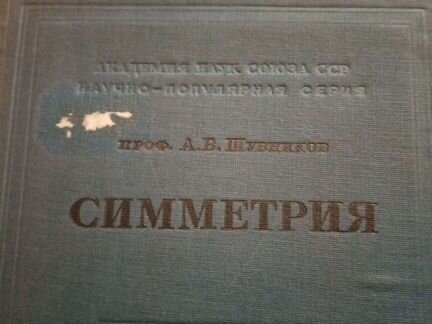 АКАДЕМИЯ НАУК СОЮЗА ССР
НАУЧНО-ПОПУЛЯРНАЯ СЕРИЯ
ПРОФ. А.В. ШУБНИКОВ
СИММЕТРИЯ